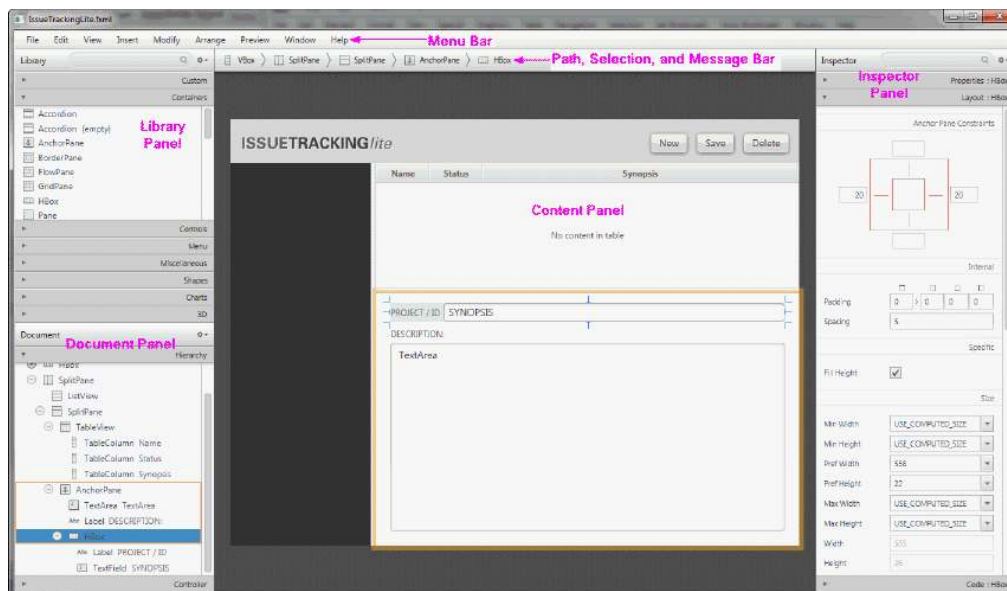 IssueTrackingLite.fxml
File Edit View Insert Modify Arrange Preview Window Help Menu Bar
Library
VBox SplitPane SplitPane AnchorPane HBox Path, Selection, and Message Bar
Inspector
Custom
Containers
Accordion
Accordion (empty)
AnchorPane
BorderPane
FlowPane
GridPane
HBox
Pane
Library Panel
Controls
Menu
Miscellaneous
Shapes
Charts
3D
Document
Document Panel
Hierarchy
HBox
SplitPane
ListView
SplitPane
TableView
TableColumn Name
TableColumn Status
TableColumn Synopsis
AnchorPane
TextArea TextArea
Abc Label DESCRIPTION:
HBox
Abc Label PROJECT / ID
TextField SYNOPSIS
Controller
ISSUETRACKINGlite
New Save Delete
Name Status Synopsis
Content Panel
No content in table
PROJECT / ID SYNOPSIS
DESCRIPTION:
TextArea
Inspector Panel
Properties : HBox
Layout : HBox
Anchor Pane Constraints
20 20
Internal
Padding 0 0 0 0
Spacing
Specific
Fill Height
Size
Min Width USE_COMPUTED_SIZE
Min Height USE_COMPUTED_SIZE
Pref Width
Pref Height 22
Max Width USE_COMPUTED_SIZE
Max Height USE_COMPUTED_SIZE
Width
Height
Code : HBox